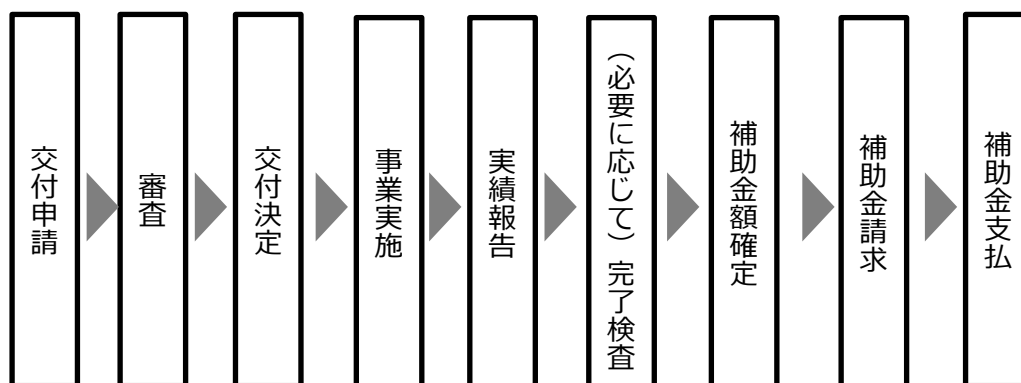 交付申請
審査
交付決定
事業実施
実績報告
（必要に応じて）完了検査
補助金額確定
補助金請求
補助金支払